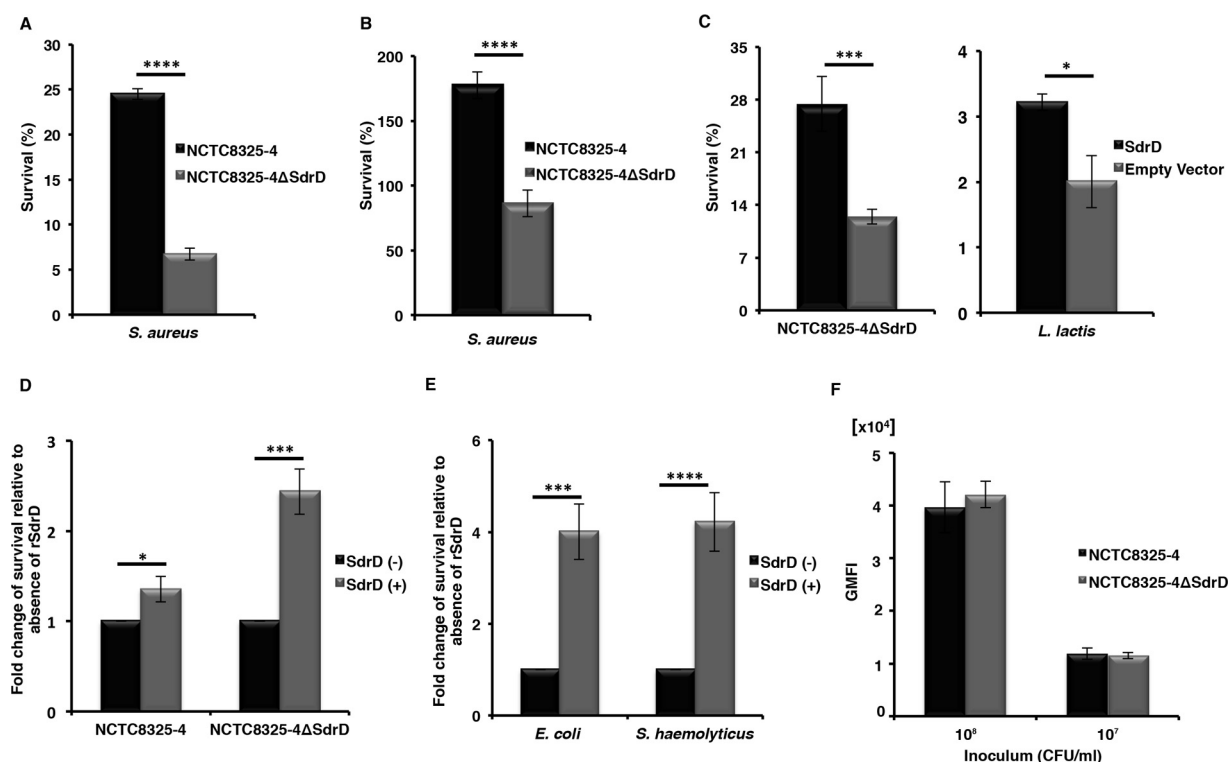 A
Survival (%)
30
25
20
15
10
5
0
****
NCTC8325-4
NCTC8325-4ΔSdrD
S. aureus
B
Survival (%)
200
150
100
50
0
****
NCTC8325-4
NCTC8325-4ΔSdrD
S. aureus
C
Survival (%)
35
28
21
14
7
0
***
NCTC8325-4ΔSdrD
4
3
2
1
0
*
SdrD
Empty Vector
L. lactis
D
Fold change of survival relative to
absence of rSdrD
3
2
1
0
*
***
SdrD (-)
SdrD (+)
NCTC8325-4
NCTC8325-4ΔSdrD
E
Fold change of survival relative to
absence of rSdrD
6
4
2
0
***
****
SdrD (-)
SdrD (+)
E. coli
S. haemolyticus
F
[x10⁴]
GMFI
5
4
3
2
1
0
NCTC8325-4
NCTC8325-4ΔSdrD
10⁸
10⁷
Inoculum (CFU/ml)